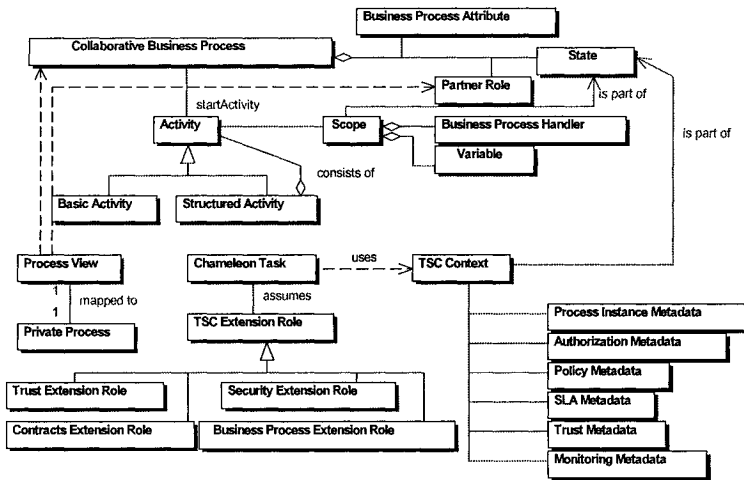 Business Process Attribute
Collaborative Business Process
State
Partner Role
is part of
startActivity
Activity
Scope
Business Process Handler
is part of
Variable
consists of
Basic Activity
Structured Activity
Process View
Chameleon Task
uses
TSC Context
1
mapped to
1
assumes
Private Process
TSC Extension Role
Process Instance Metadata
Authorization Metadata
Policy Metadata
Trust Extension Role
Security Extension Role
SLA Metadata
Contracts Extension Role
Business Process Extension Role
Trust Metadata
Monitoring Metadata